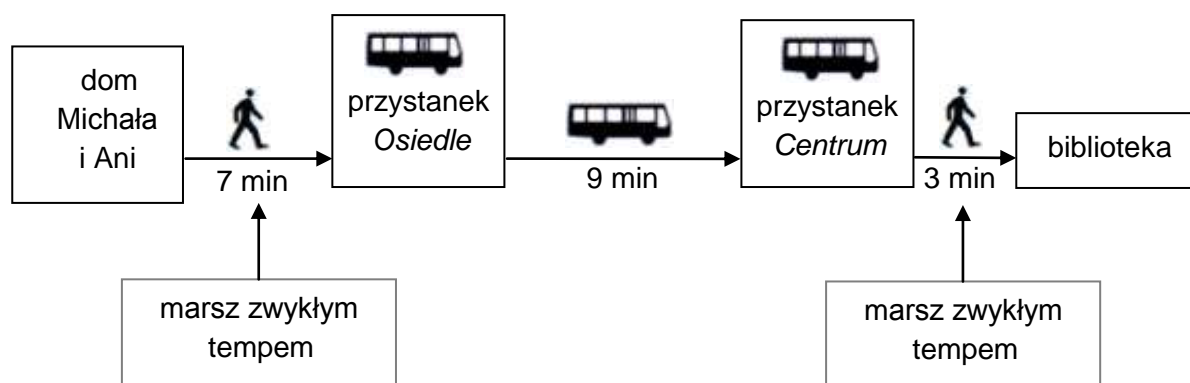 dom
Michała
i Ani
7 min
przystanek
Osiedle
9 min
przystanek
Centrum
3 min
biblioteka
marsz zwykłym
tempem
marsz zwykłym
tempem